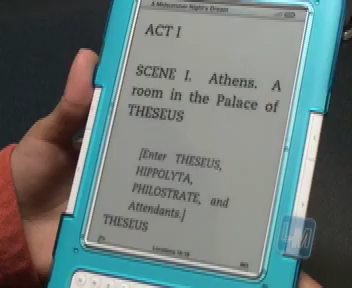 A Midsummer Night's Dream
ACT I
SCENE I. Athens. A
room in the Palace of
THESEUS
[Enter THESEUS,
HIPPOLYTA,
PHILOSTRATE, and
Attendants.]
THESEUS